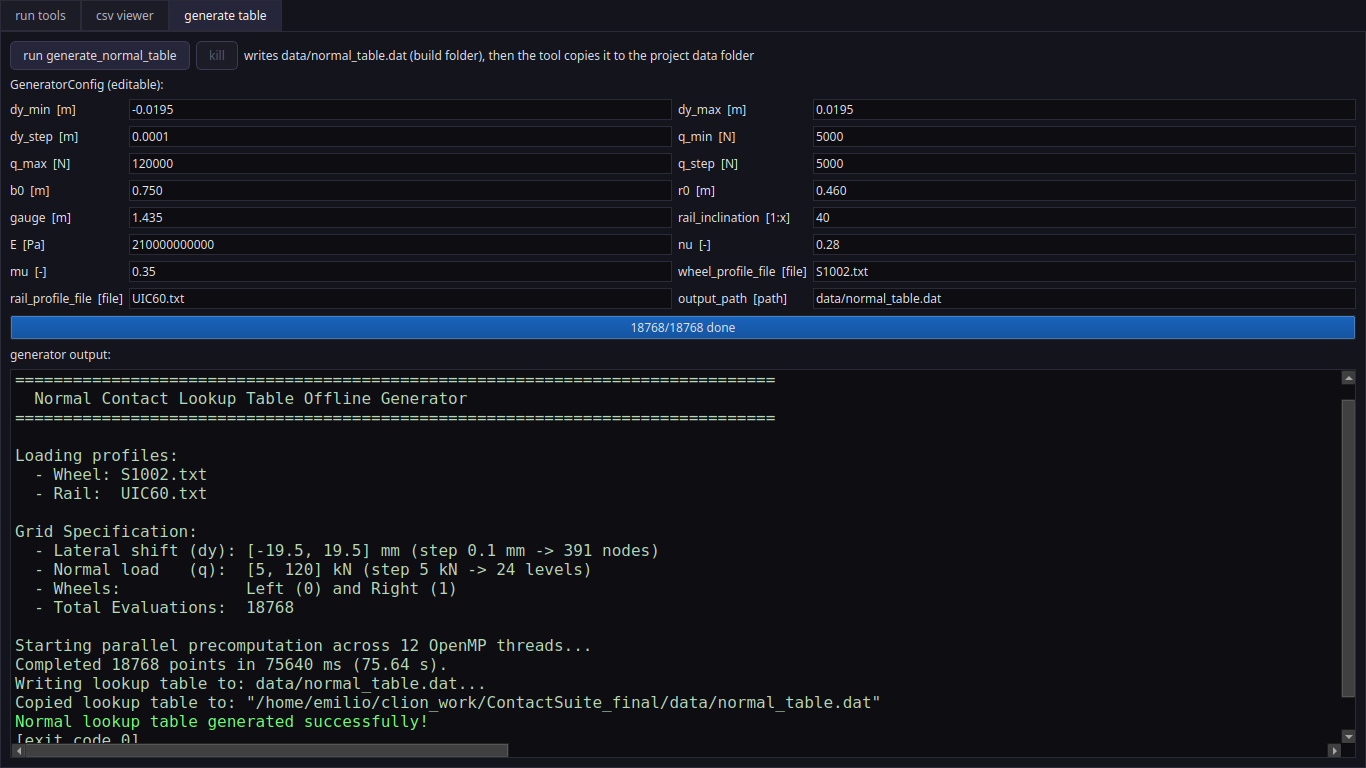 run tools csv viewer generate table
run generate_normal_table kill writes data/normal_table.dat (build folder), then the tool copies it to the project data folder
GeneratorConfig (editable):
dy_min [m] -0.0195 dy_max [m] 0.0195
dy_step [m] 0.0001 q_min [N] 5000
q_max [N] 120000 q_step [N] 5000
b0 [m] 0.750 r0 [m] 0.460
gauge [m] 1.435 rail_inclination [1:x] 40
E [Pa] 210000000000 nu [-] 0.28
mu [-] 0.35 wheel_profile_file [file] S1002.txt
rail_profile_file [file] UIC60.txt output_path [path] data/normal_table.dat
18768/18768 done
generator output:
===============================================================================
Normal Contact Lookup Table Offline Generator
===============================================================================
Loading profiles:
- Wheel: S1002.txt
- Rail: UIC60.txt
Grid Specification:
- Lateral shift (dy): [-19.5, 19.5] mm (step 0.1 mm -> 391 nodes)
- Normal load (q): [5, 120] kN (step 5 kN -> 24 levels)
- Wheels: Left (0) and Right (1)
- Total Evaluations: 18768
Starting parallel precomputation across 12 OpenMP threads...
Completed 18768 points in 75640 ms (75.64 s).
Writing lookup table to: data/normal_table.dat...
Copied lookup table to: "/home/emilio/clion_work/ContactSuite_final/data/normal_table.dat"
Normal lookup table generated successfully!
[exit code 0]